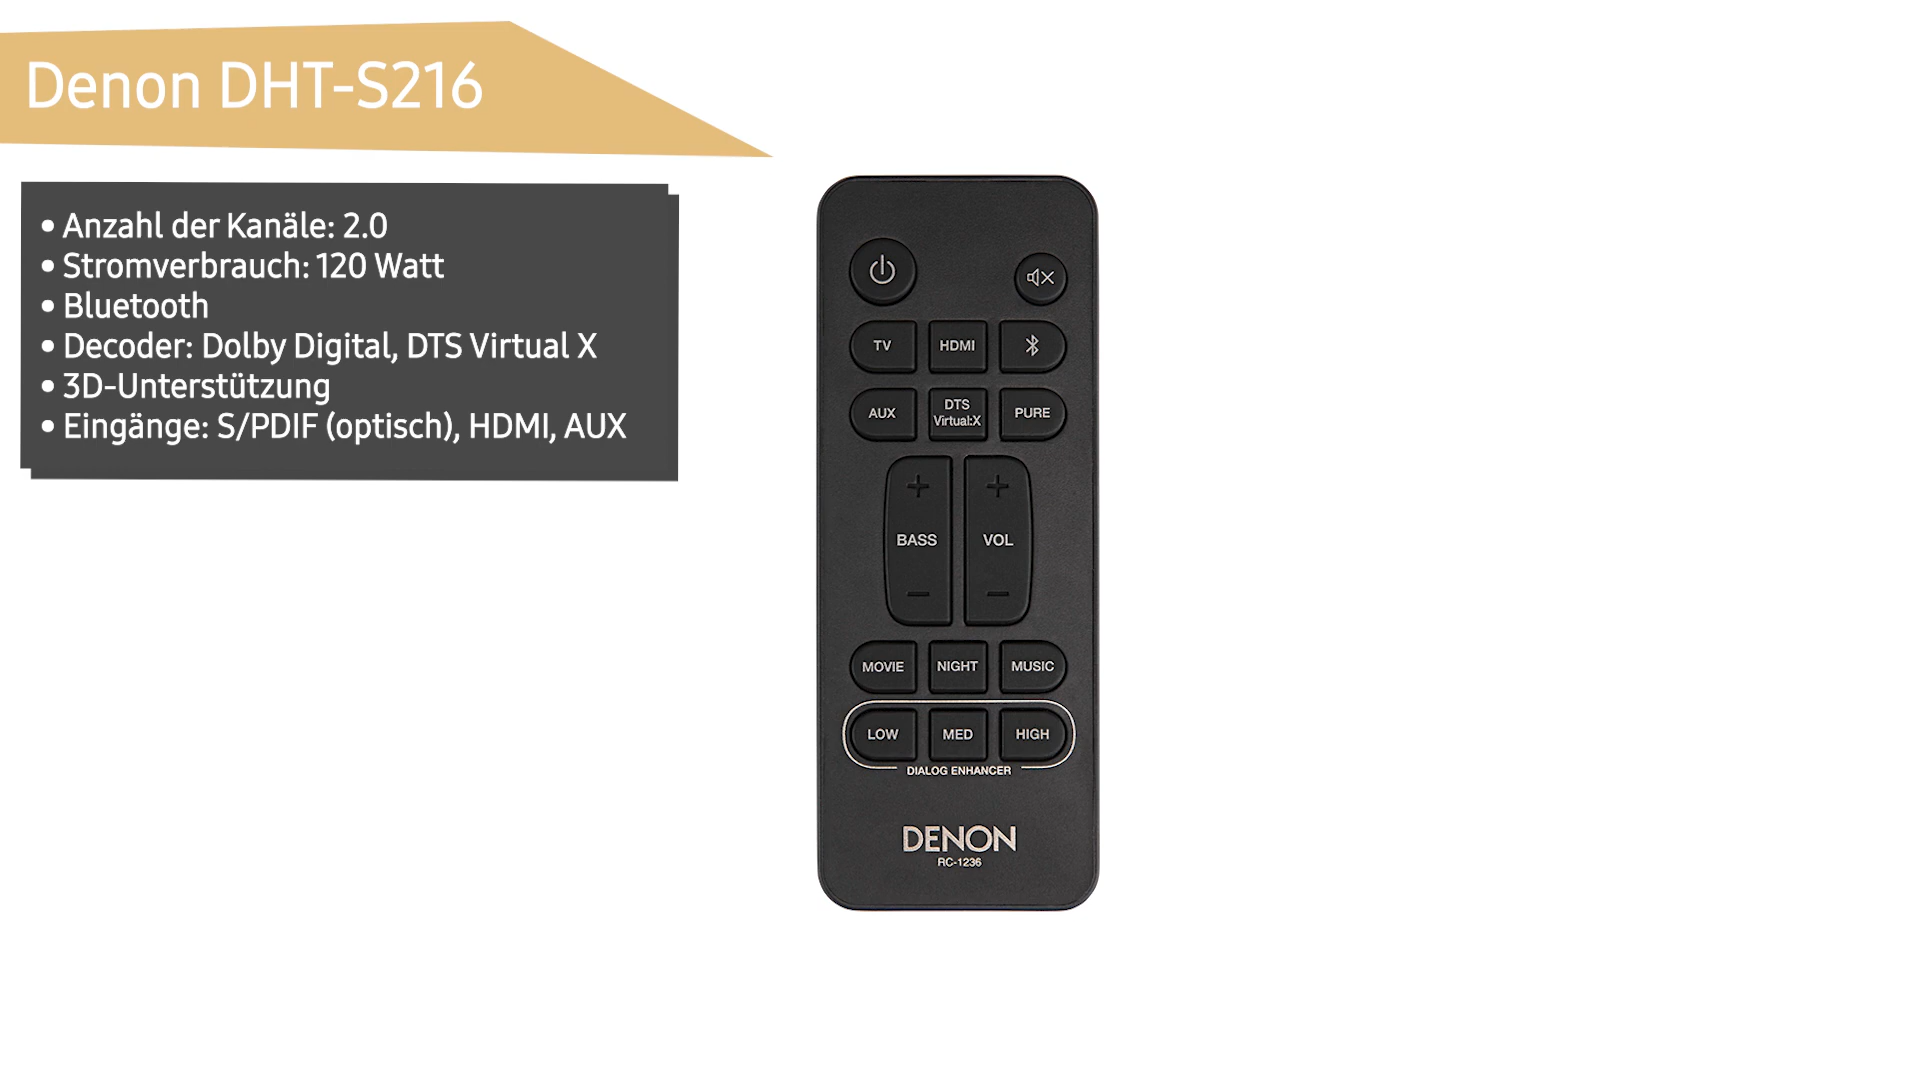 Denon DHT-S216
• Anzahl der Kanäle: 2.0
• Stromverbrauch: 120 Watt
• Bluetooth
• Decoder: Dolby Digital, DTS Virtual X
• 3D-Unterstützung
• Eingänge: S/PDIF (optisch), HDMI, AUX
TV HDMI
AUX DTS Virtual:X PURE
+ +
BASS VOL
− −
MOVIE NIGHT MUSIC
LOW MED HIGH
DIALOG ENHANCER
DENON
RC-1236